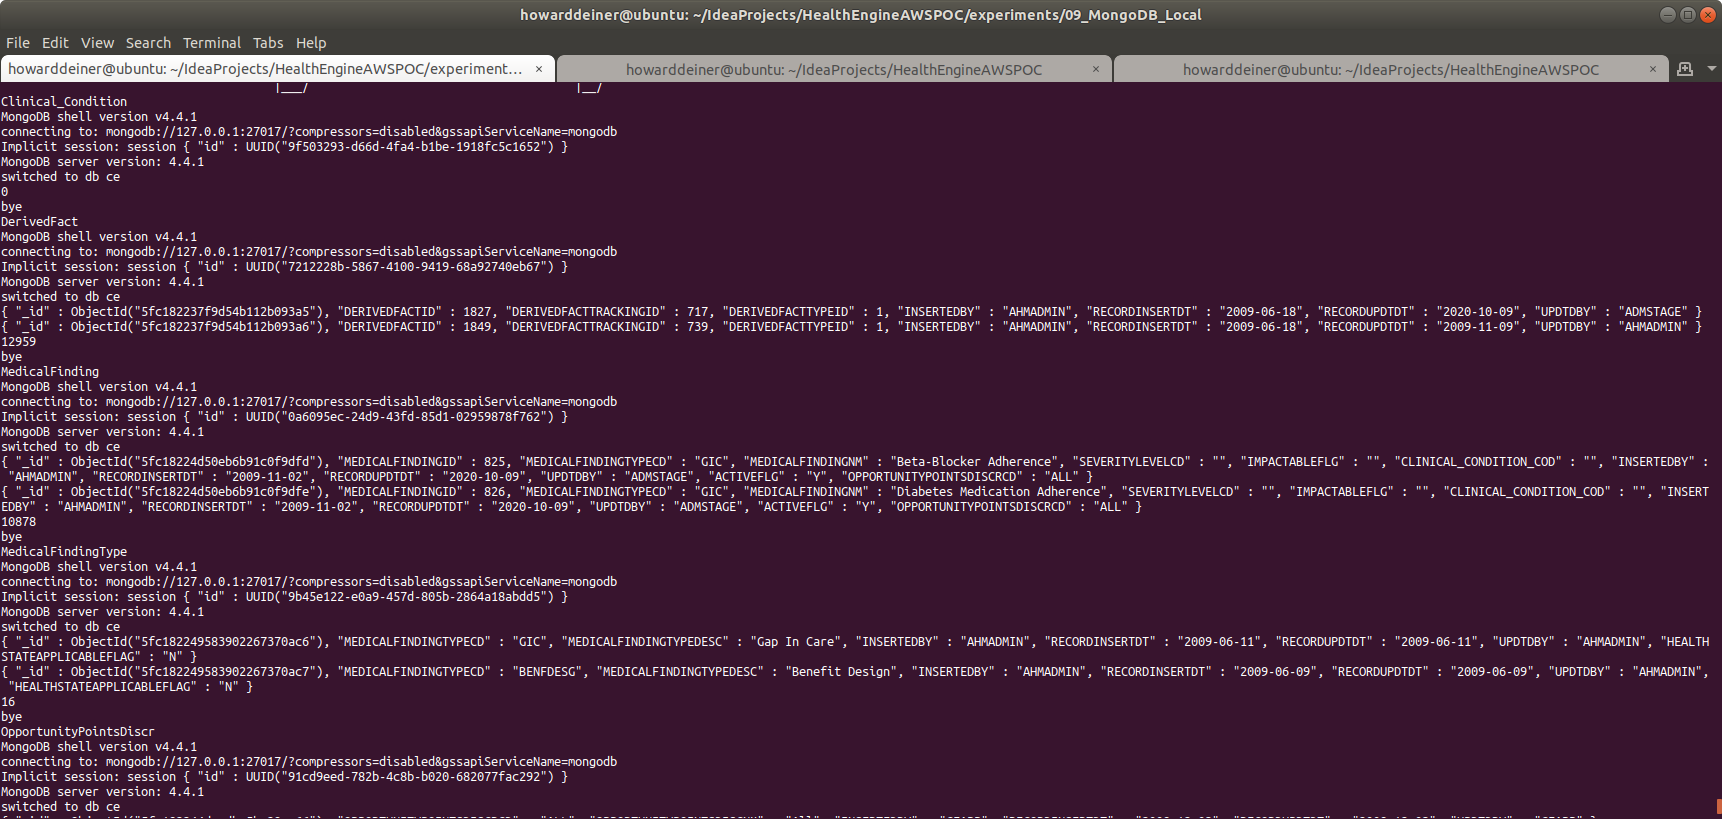 howarddeiner@ubuntu: ~/IdeaProjects/HealthEngineAWSPOC/experiments/09_MongoDB_Local
File Edit View Search Terminal Tabs Help
howarddeiner@ubuntu: ~/IdeaProjects/HealthEngineAWSPOC/experiment... × howarddeiner@ubuntu: ~/IdeaProjects/HealthEngineAWSPOC × howarddeiner@ubuntu: ~/IdeaProjects/HealthEngineAWSPOC ×
|___/ |__/
Clinical_Condition
MongoDB shell version v4.4.1
connecting to: mongodb://127.0.0.1:27017/?compressors=disabled&gssapiServiceName=mongodb
Implicit session: session { "id" : UUID("9f503293-d66d-4fa4-b1be-1918fc5c1652") }
MongoDB server version: 4.4.1
switched to db ce
0
bye
DerivedFact
MongoDB shell version v4.4.1
connecting to: mongodb://127.0.0.1:27017/?compressors=disabled&gssapiServiceName=mongodb
Implicit session: session { "id" : UUID("7212228b-5867-4100-9419-68a92740eb67") }
MongoDB server version: 4.4.1
switched to db ce
{ "_id" : ObjectId("5fc182237f9d54b112b093a5"), "DERIVEDFACTID" : 1827, "DERIVEDFACTTRACKINGID" : 717, "DERIVEDFACTTYPEID" : 1, "INSERTEDBY" : "AHMADMIN", "RECORDINSERTDT" : "2009-06-18", "RECORDUPDTDT" : "2020-10-09", "UPDTDBY" : "ADMSTAGE" }
{ "_id" : ObjectId("5fc182237f9d54b112b093a6"), "DERIVEDFACTID" : 1849, "DERIVEDFACTTRACKINGID" : 739, "DERIVEDFACTTYPEID" : 1, "INSERTEDBY" : "AHMADMIN", "RECORDINSERTDT" : "2009-06-18", "RECORDUPDTDT" : "2009-11-09", "UPDTDBY" : "AHMADMIN" }
12959
bye
MedicalFinding
MongoDB shell version v4.4.1
connecting to: mongodb://127.0.0.1:27017/?compressors=disabled&gssapiServiceName=mongodb
Implicit session: session { "id" : UUID("0a6095ec-24d9-43fd-85d1-02959878f762") }
MongoDB server version: 4.4.1
switched to db ce
{ "_id" : ObjectId("5fc18224d50eb6b91c0f9dfd"), "MEDICALFINDINGID" : 825, "MEDICALFINDINGTYPECD" : "GIC", "MEDICALFINDINGNM" : "Beta-Blocker Adherence", "SEVERITYLEVELCD" : "", "IMPACTABLEFLG" : "", "CLINICAL_CONDITION_COD" : "", "INSERTEDBY" :
"AHMADMIN", "RECORDINSERTDT" : "2009-11-02", "RECORDUPDTDT" : "2020-10-09", "UPDTDBY" : "ADMSTAGE", "ACTIVEFLG" : "Y", "OPPORTUNITYPOINTSDISCRCD" : "ALL" }
{ "_id" : ObjectId("5fc18224d50eb6b91c0f9dfe"), "MEDICALFINDINGID" : 826, "MEDICALFINDINGTYPECD" : "GIC", "MEDICALFINDINGNM" : "Diabetes Medication Adherence", "SEVERITYLEVELCD" : "", "IMPACTABLEFLG" : "", "CLINICAL_CONDITION_COD" : "", "INSERT
EDBY" : "AHMADMIN", "RECORDINSERTDT" : "2009-11-02", "RECORDUPDTDT" : "2020-10-09", "UPDTDBY" : "ADMSTAGE", "ACTIVEFLG" : "Y", "OPPORTUNITYPOINTSDISCRCD" : "ALL" }
10878
bye
MedicalFindingType
MongoDB shell version v4.4.1
connecting to: mongodb://127.0.0.1:27017/?compressors=disabled&gssapiServiceName=mongodb
Implicit session: session { "id" : UUID("9b45e122-e0a9-457d-805b-2864a18abdd5") }
MongoDB server version: 4.4.1
switched to db ce
{ "_id" : ObjectId("5fc182249583902267370ac6"), "MEDICALFINDINGTYPECD" : "GIC", "MEDICALFINDINGTYPEDESC" : "Gap In Care", "INSERTEDBY" : "AHMADMIN", "RECORDINSERTDT" : "2009-06-11", "RECORDUPDTDT" : "2009-06-11", "UPDTDBY" : "AHMADMIN", "HEALTH
STATEAPPLICABLEFLAG" : "N" }
{ "_id" : ObjectId("5fc182249583902267370ac7"), "MEDICALFINDINGTYPECD" : "BENFDESG", "MEDICALFINDINGTYPEDESC" : "Benefit Design", "INSERTEDBY" : "AHMADMIN", "RECORDINSERTDT" : "2009-06-09", "RECORDUPDTDT" : "2009-06-09", "UPDTDBY" : "AHMADMIN",
"HEALTHSTATEAPPLICABLEFLAG" : "N" }
16
bye
OpportunityPointsDiscr
MongoDB shell version v4.4.1
connecting to: mongodb://127.0.0.1:27017/?compressors=disabled&gssapiServiceName=mongodb
Implicit session: session { "id" : UUID("91cd9eed-782b-4c8b-b020-682077fac292") }
MongoDB server version: 4.4.1
switched to db ce